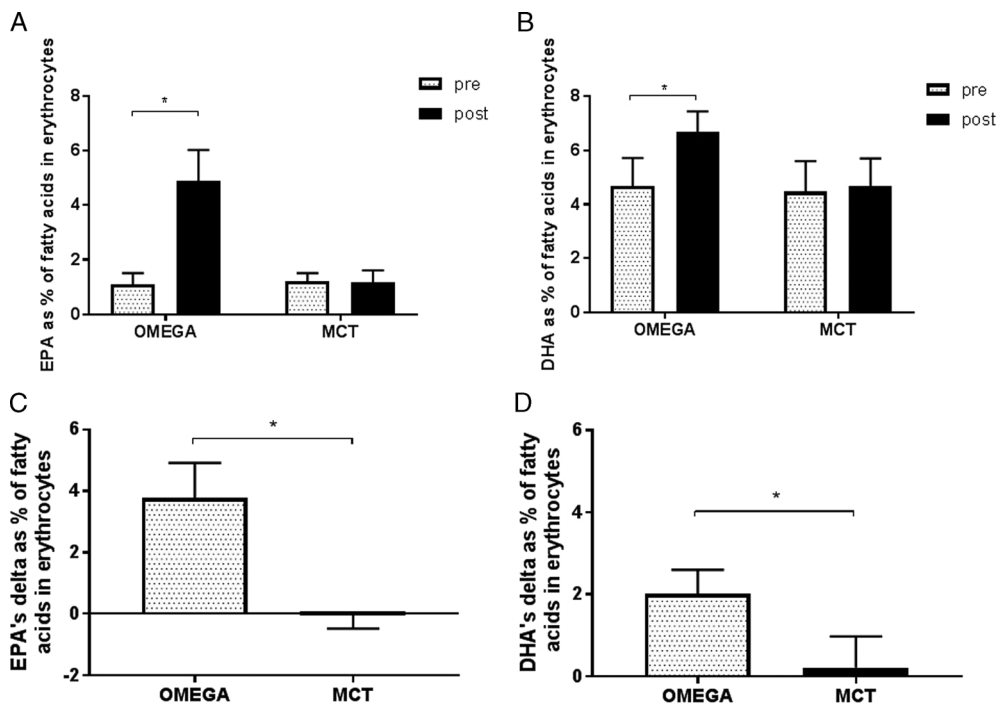 A
EPA as % of fatty acids in erythrocytes
8
6
4
2
0
*
pre
post
OMEGA MCT
B
DHA as % of fatty acids in erythrocytes
8
6
4
2
0
*
pre
post
OMEGA MCT
C
EPA's delta as % of fatty
acids in erythrocytes
6
4
2
0
-2
*
OMEGA MCT
D
DHA's delta as % of fatty
acids in erythrocytes
6
4
2
0
*
OMEGA MCT